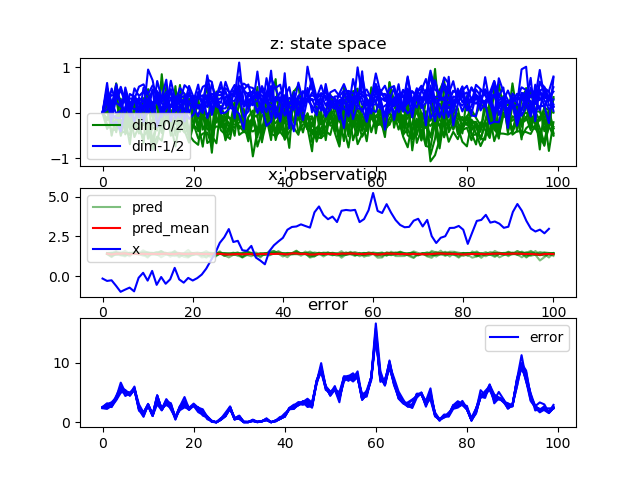 z: state space
1
0
−1
dim-0/2
dim-1/2
0 20 40 60 80 100
x: observation
5.0
2.5
0.0
pred
pred_mean
x
0 20 40 60 80 100
error
10
0
error
0 20 40 60 80 100